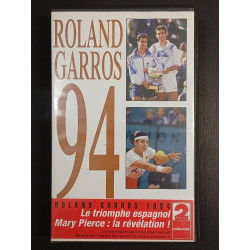 ROLAND
GARROS
94
ROLAND GARROS 1994
Le triomphe espagnol
Mary Pierce : la révélation !
2